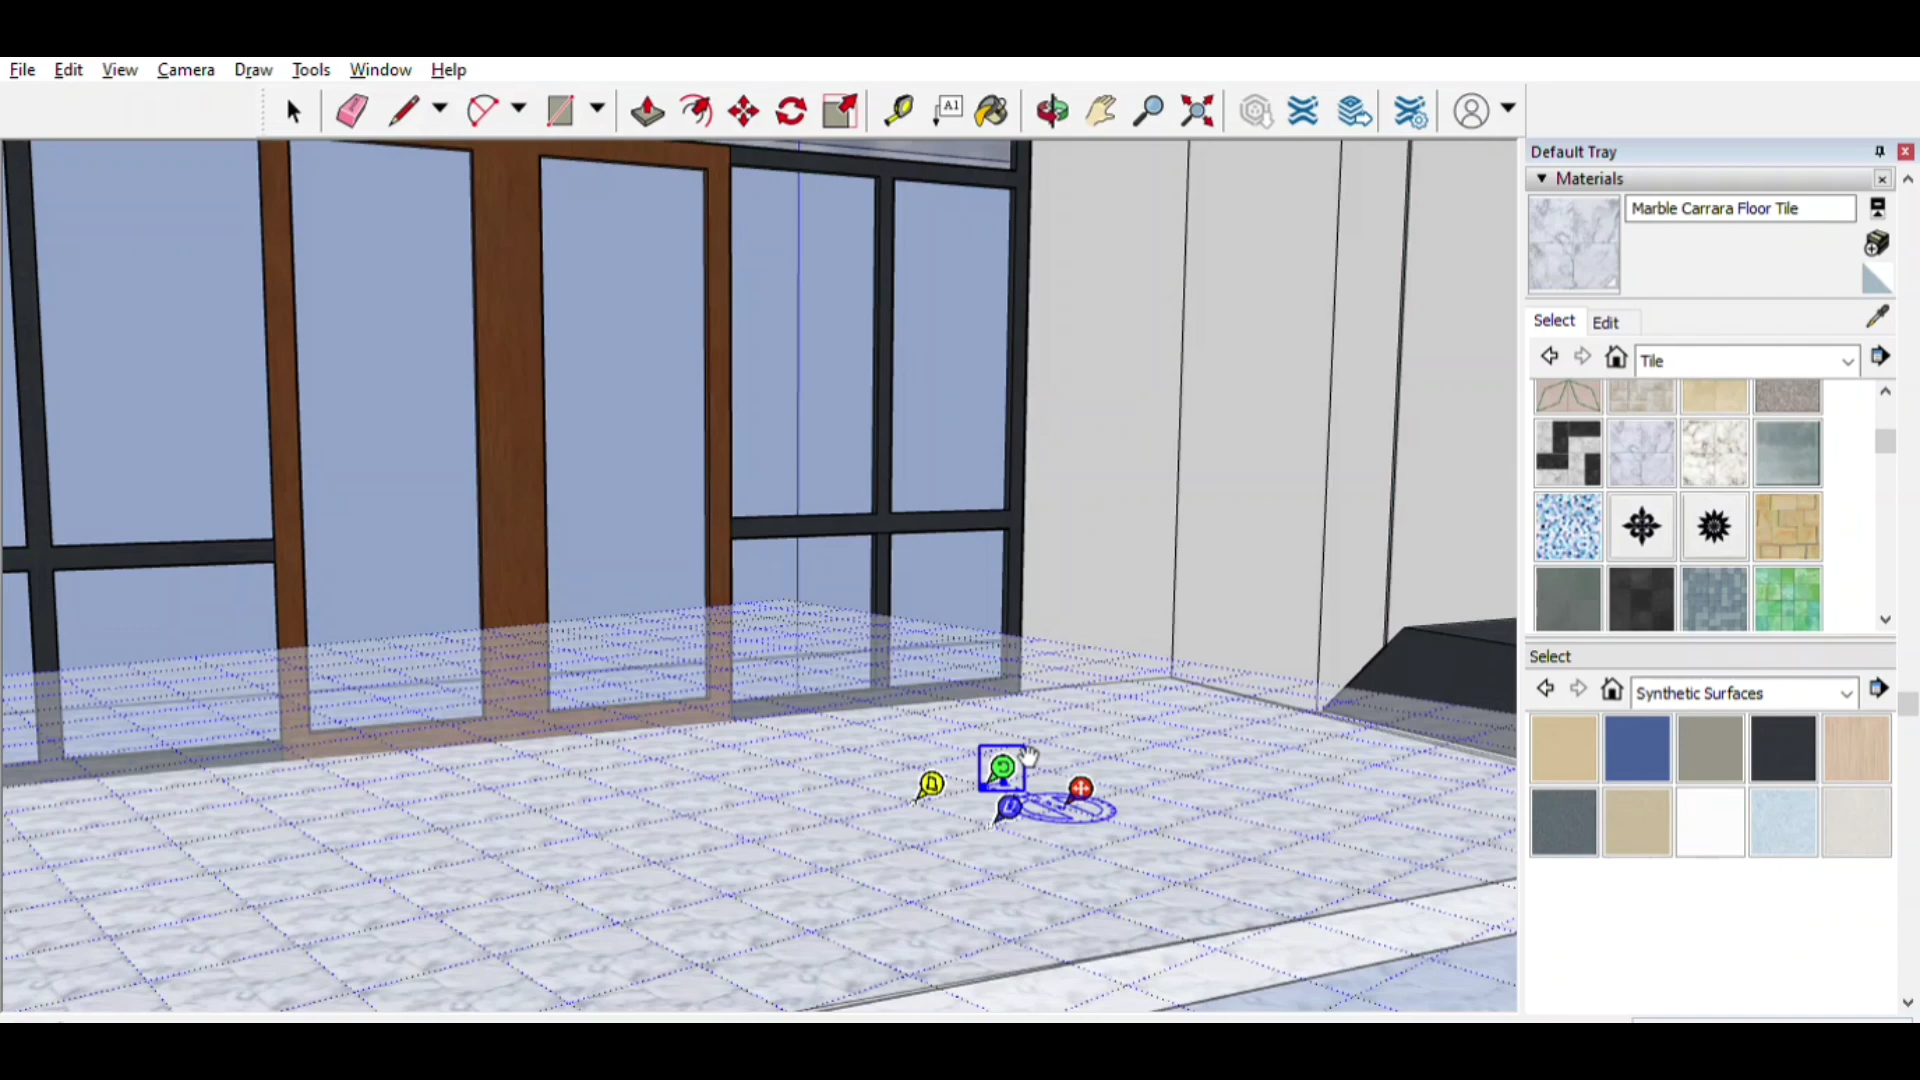 File Edit View Camera Draw Tools Window Help
A1
Default Tray
Materials
Marble Carrara Floor Tile
Select Edit
Tile
Select
Synthetic Surfaces